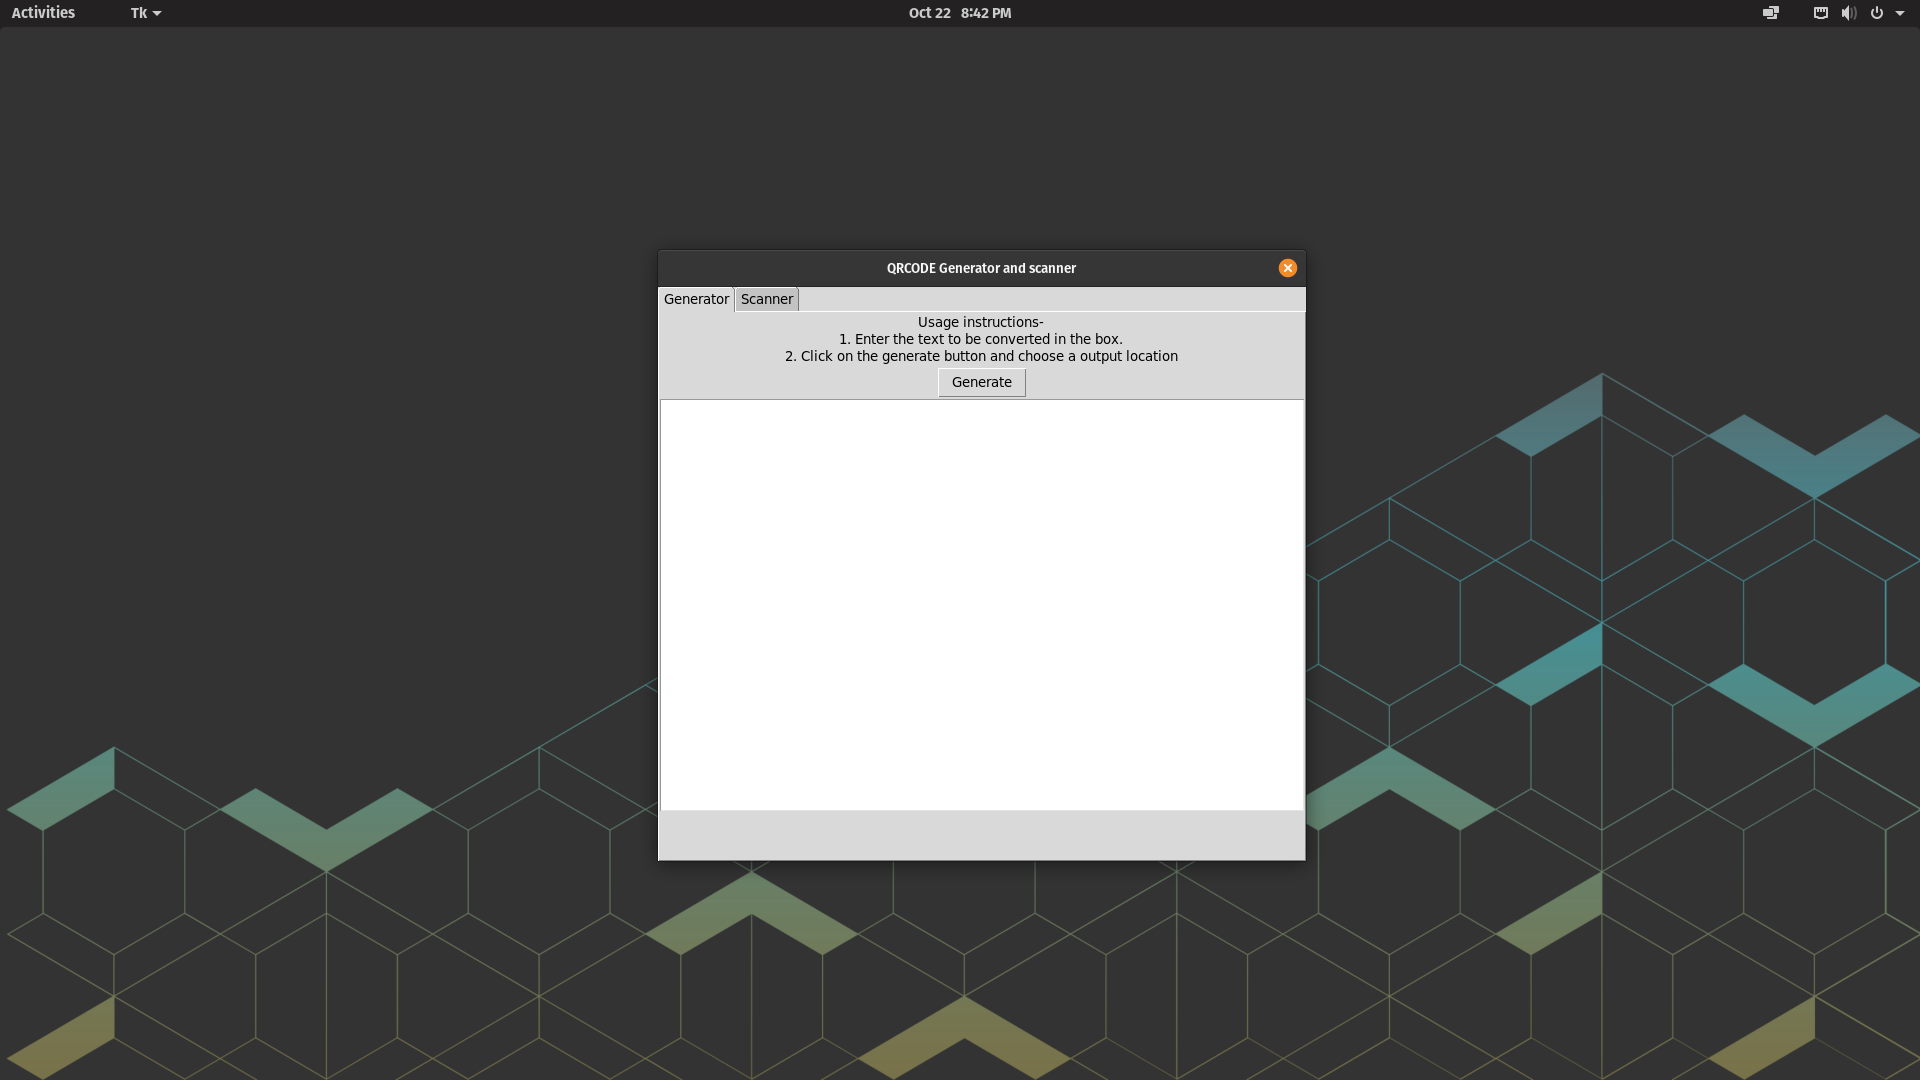 Activities Tk Oct 22 8:42 PM
QRCODE Generator and scanner
Generator Scanner
Usage instructions-
1. Enter the text to be converted in the box.
2. Click on the generate button and choose a output location
Generate